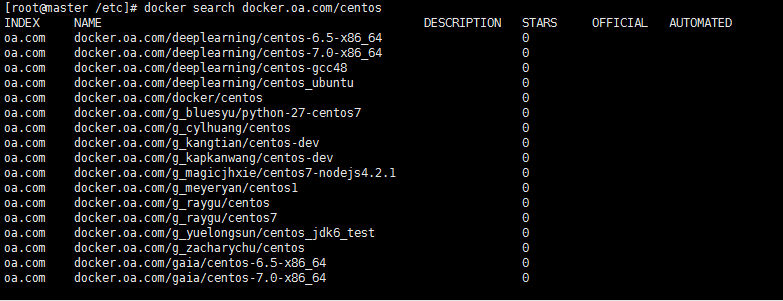 [root@master /etc]# docker search docker.oa.com/centos
INDEX NAME DESCRIPTION STARS OFFICIAL AUTOMATED
oa.com docker.oa.com/deeplearning/centos-6.5-x86_64 0
oa.com docker.oa.com/deeplearning/centos-7.0-x86_64 0
oa.com docker.oa.com/deeplearning/centos-gcc48 0
oa.com docker.oa.com/deeplearning/centos_ubuntu 0
oa.com docker.oa.com/docker/centos 0
oa.com docker.oa.com/g_bluesyu/python-27-centos7 0
oa.com docker.oa.com/g_cylhuang/centos 0
oa.com docker.oa.com/g_kangtian/centos-dev 0
oa.com docker.oa.com/g_kapkanwang/centos-dev 0
oa.com docker.oa.com/g_magicjhxie/centos7-nodejs4.2.1 0
oa.com docker.oa.com/g_meyeryan/centos1 0
oa.com docker.oa.com/g_raygu/centos 0
oa.com docker.oa.com/g_raygu/centos7 0
oa.com docker.oa.com/g_yuelongsun/centos_jdk6_test 0
oa.com docker.oa.com/g_zacharychu/centos 0
oa.com docker.oa.com/gaia/centos-6.5-x86_64 0
oa.com docker.oa.com/gaia/centos-7.0-x86_64 0